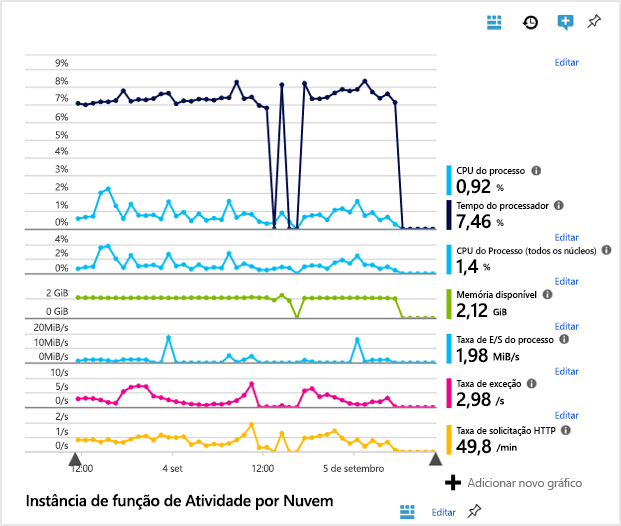 9%
Editar
8%
7%
6%
5%
4%
3%
2%
1%
0%
CPU do processo
0,92 %
Tempo do processador
7,46 %
Editar
4%
2%
0%
CPU do Processo (todos os núcleos)
1,4 %
Editar
2 GiB
0 GiB
Memória disponível
2,12 GiB
Editar
20MiB/s
10MiB/s
0MiB/s
Taxa de E/S do processo
1,98 MiB/s
Editar
10/s
5/s
0/s
Taxa de exceção
2,98 /s
Editar
2/s
1/s
0/s
Taxa de solicitação HTTP
49,8 /min
12:00
4 set
12:00
5 de setembro
Adicionar novo gráfico
Instância de função de Atividade por Nuvem
Editar